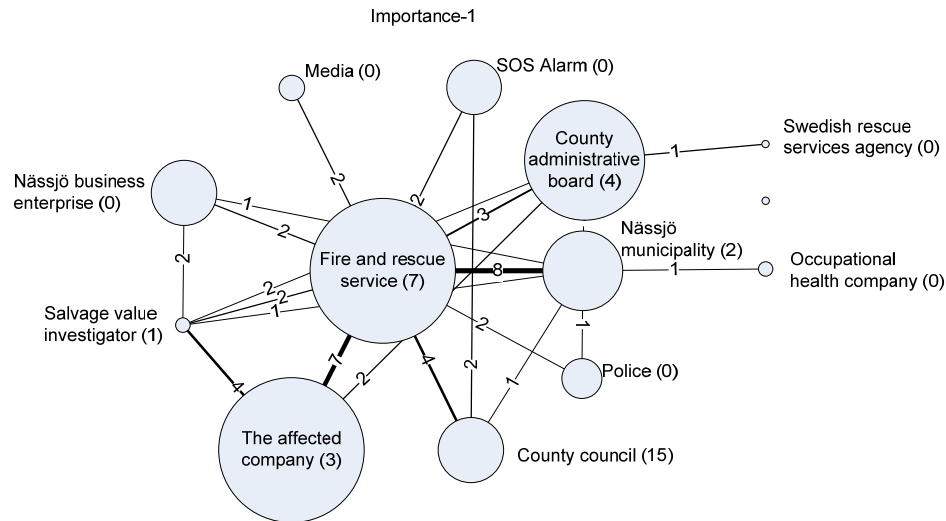 Importance-1
Media (0)
SOS Alarm (0)
County
administrative
board (4)
Swedish rescue
services agency (0)
Nässjö business
enterprise (0)
Nässjö
municipality (2)
Occupational
health company (0)
Fire and rescue
service (7)
Salvage value
investigator (1)
Police (0)
The affected
company (3)
County council (15)
2
2
1
1
2
3
2
8
1
2
2
1
2
1
7
2
4
2
1
4